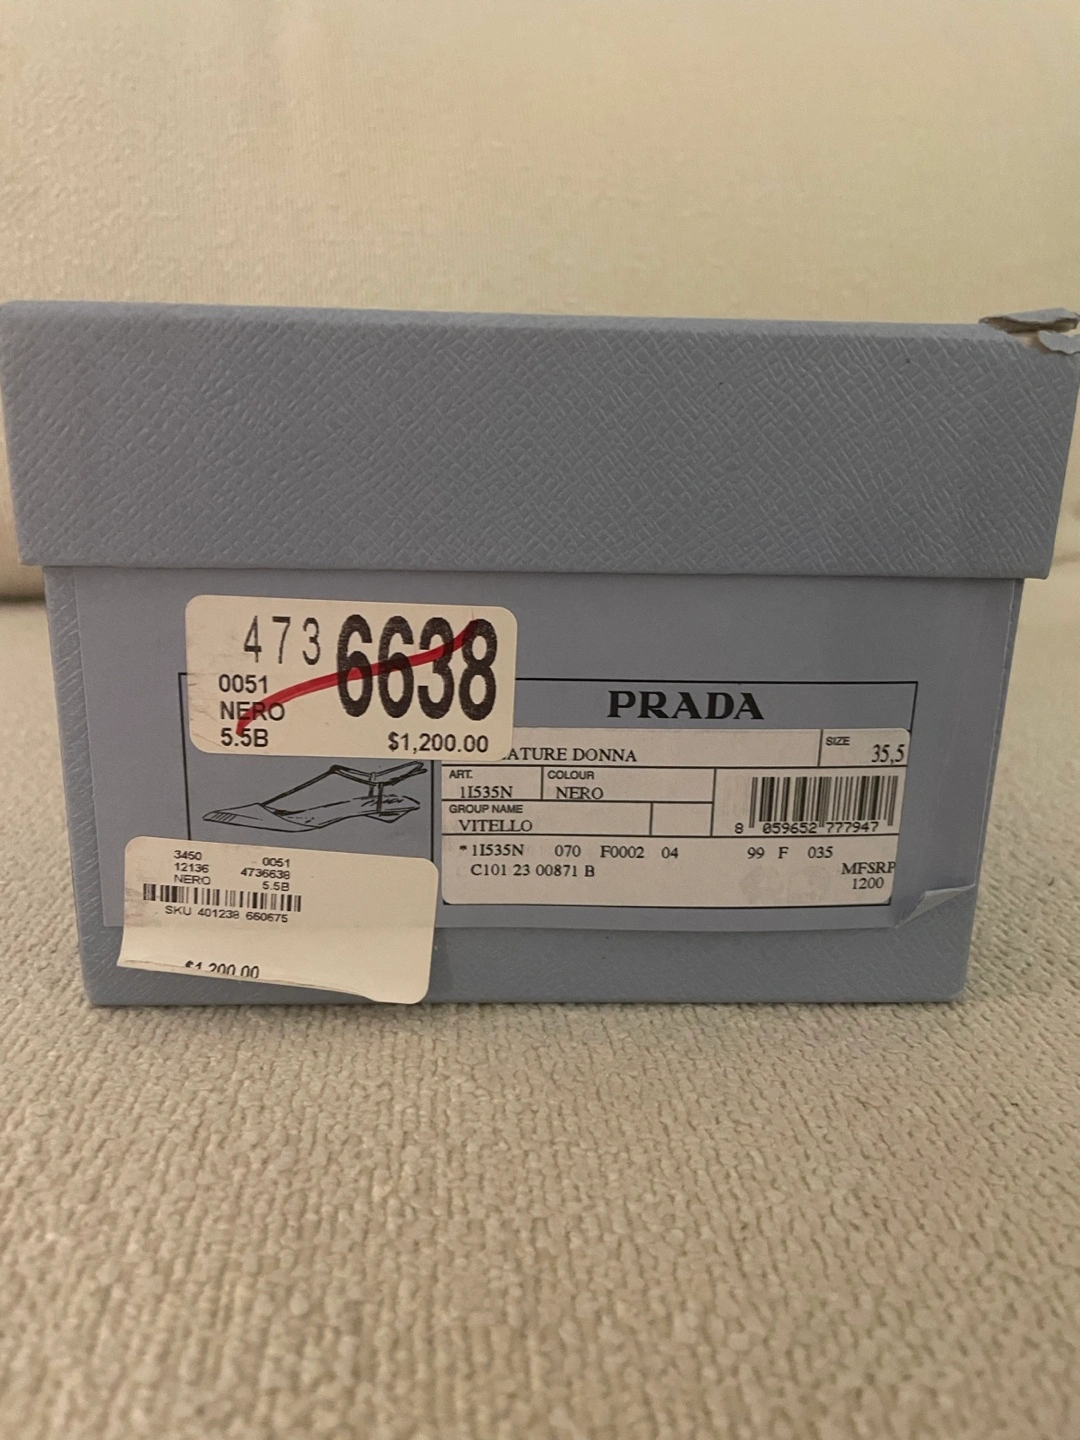 473 6638
0051
NERO
5.5B $1,200.00
PRADA
ATURE DONNA
SIZE
35,5
ART.
1I535N
COLOUR
NERO
GROUP NAME
VITELLO
8 059652 777947
*1I535N 070 F0002 04 99 F 035
C101 23 00871 B
MFSRP
1200
3450 0051
12136 4736638
NERO 5.5B
SKU 401238 660675
$1,200.00